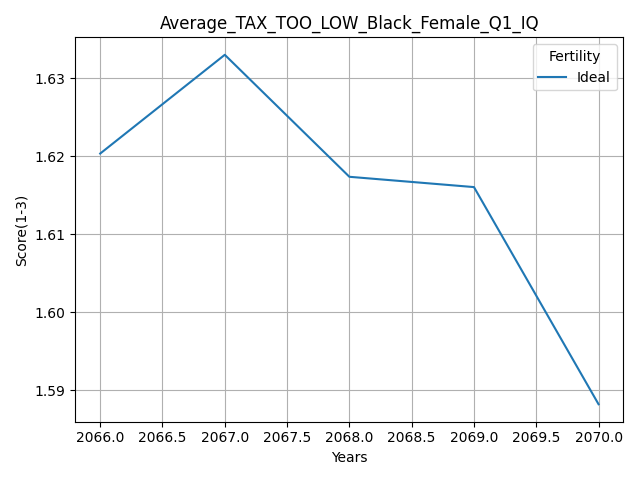 Average_TAX_TOO_LOW_Black_Female_Q1_IQ
Fertility
Ideal
Score(1-3)
1.63
1.62
1.61
1.60
1.59
2066.0 2066.5 2067.0 2067.5 2068.0 2068.5 2069.0 2069.5 2070.0
Years